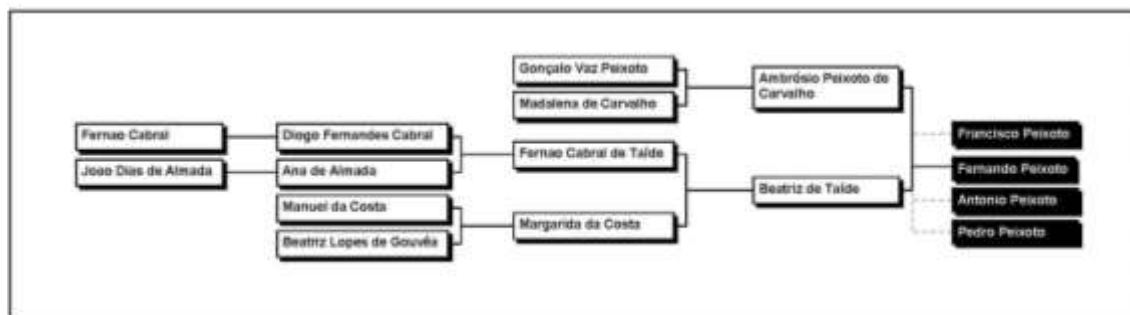 Gonçalo Vaz Peixoto
Madalena de Carvalho
Ambrósio Peixoto de
Carvalho
Fernao Cabral
Joao Dias de Almada
Diogo Fernandes Cabral
Ana de Almada
Manuel da Costa
Beatriz Lopes de Gouvêa
Fernao Cabral de Taíde
Margarida da Costa
Beatriz de Taíde
Francisco Peixoto
Fernando Peixoto
Antonio Peixoto
Pedro Peixoto